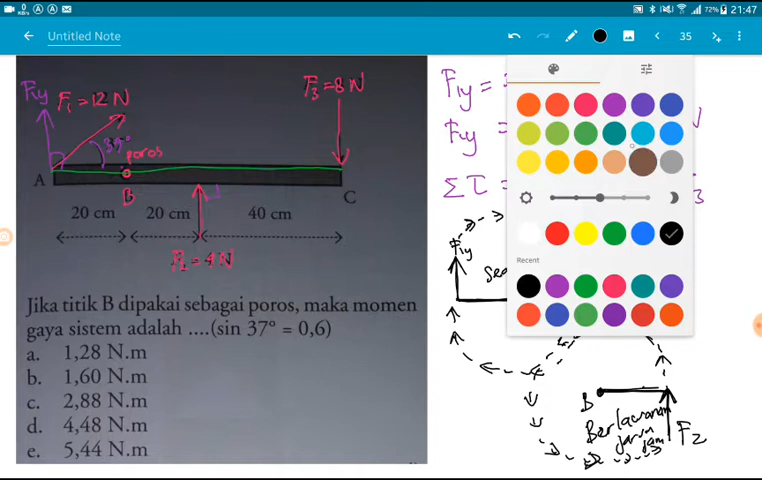 72% 21:47
Untitled Note
35
F1y
F1 = 12 N
F3 = 8 N
37°
poros
A
B
C
20 cm
20 cm
40 cm
F2 = 4 N
Jika titik B dipakai sebagai poros, maka momen
gaya sistem adalah ....(sin 37° = 0,6)
a. 1,28 N.m
b. 1,60 N.m
c. 2,88 N.m
d. 4,48 N.m
e. 5,44 N.m
F1y =
F1y =
Στ =
Recent
F1y
B
Berlawanan
jarum
jam
F2